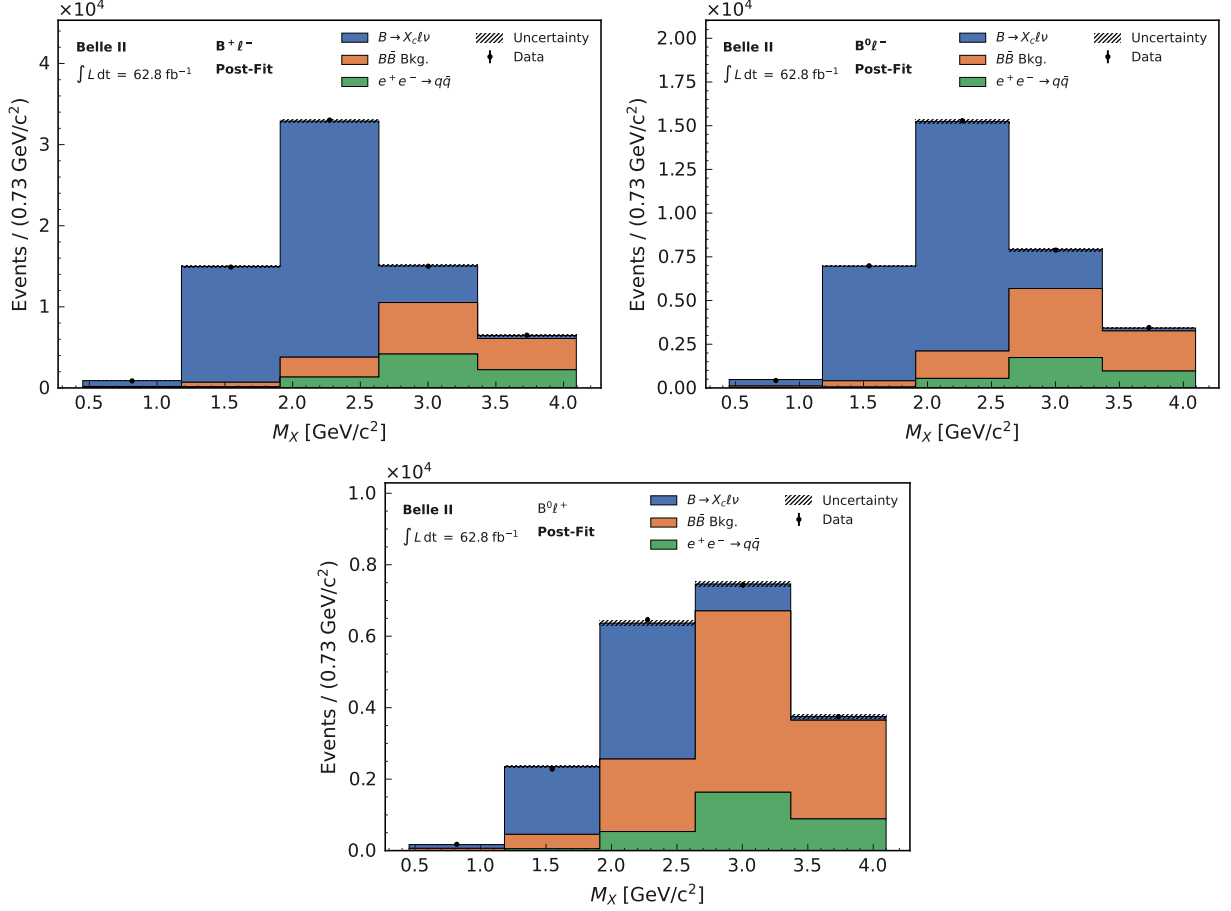 ×10⁴
Belle II
∫ L dt = 62.8 fb⁻¹
B⁺ℓ⁻
Post-Fit
B → X_cℓν
BB̄ Bkg.
e⁺e⁻ → qq̄
Uncertainty
Data
Events / (0.73 GeV/c²)
4
3
2
1
0
0.5 1.0 1.5 2.0 2.5 3.0 3.5 4.0
M_X [GeV/c²]
×10⁴
Belle II
∫ L dt = 62.8 fb⁻¹
B⁰ℓ⁻
Post-Fit
B → X_cℓν
BB̄ Bkg.
e⁺e⁻ → qq̄
Uncertainty
Data
Events / (0.73 GeV/c²)
2.00
1.75
1.50
1.25
1.00
0.75
0.50
0.25
0.00
0.5 1.0 1.5 2.0 2.5 3.0 3.5 4.0
M_X [GeV/c²]
×10⁴
Belle II
∫ L dt = 62.8 fb⁻¹
B⁰ℓ⁺
Post-Fit
B → X_cℓν
BB̄ Bkg.
e⁺e⁻ → qq̄
Uncertainty
Data
Events / (0.73 GeV/c²)
1.0
0.8
0.6
0.4
0.2
0.0
0.5 1.0 1.5 2.0 2.5 3.0 3.5 4.0
M_X [GeV/c²]